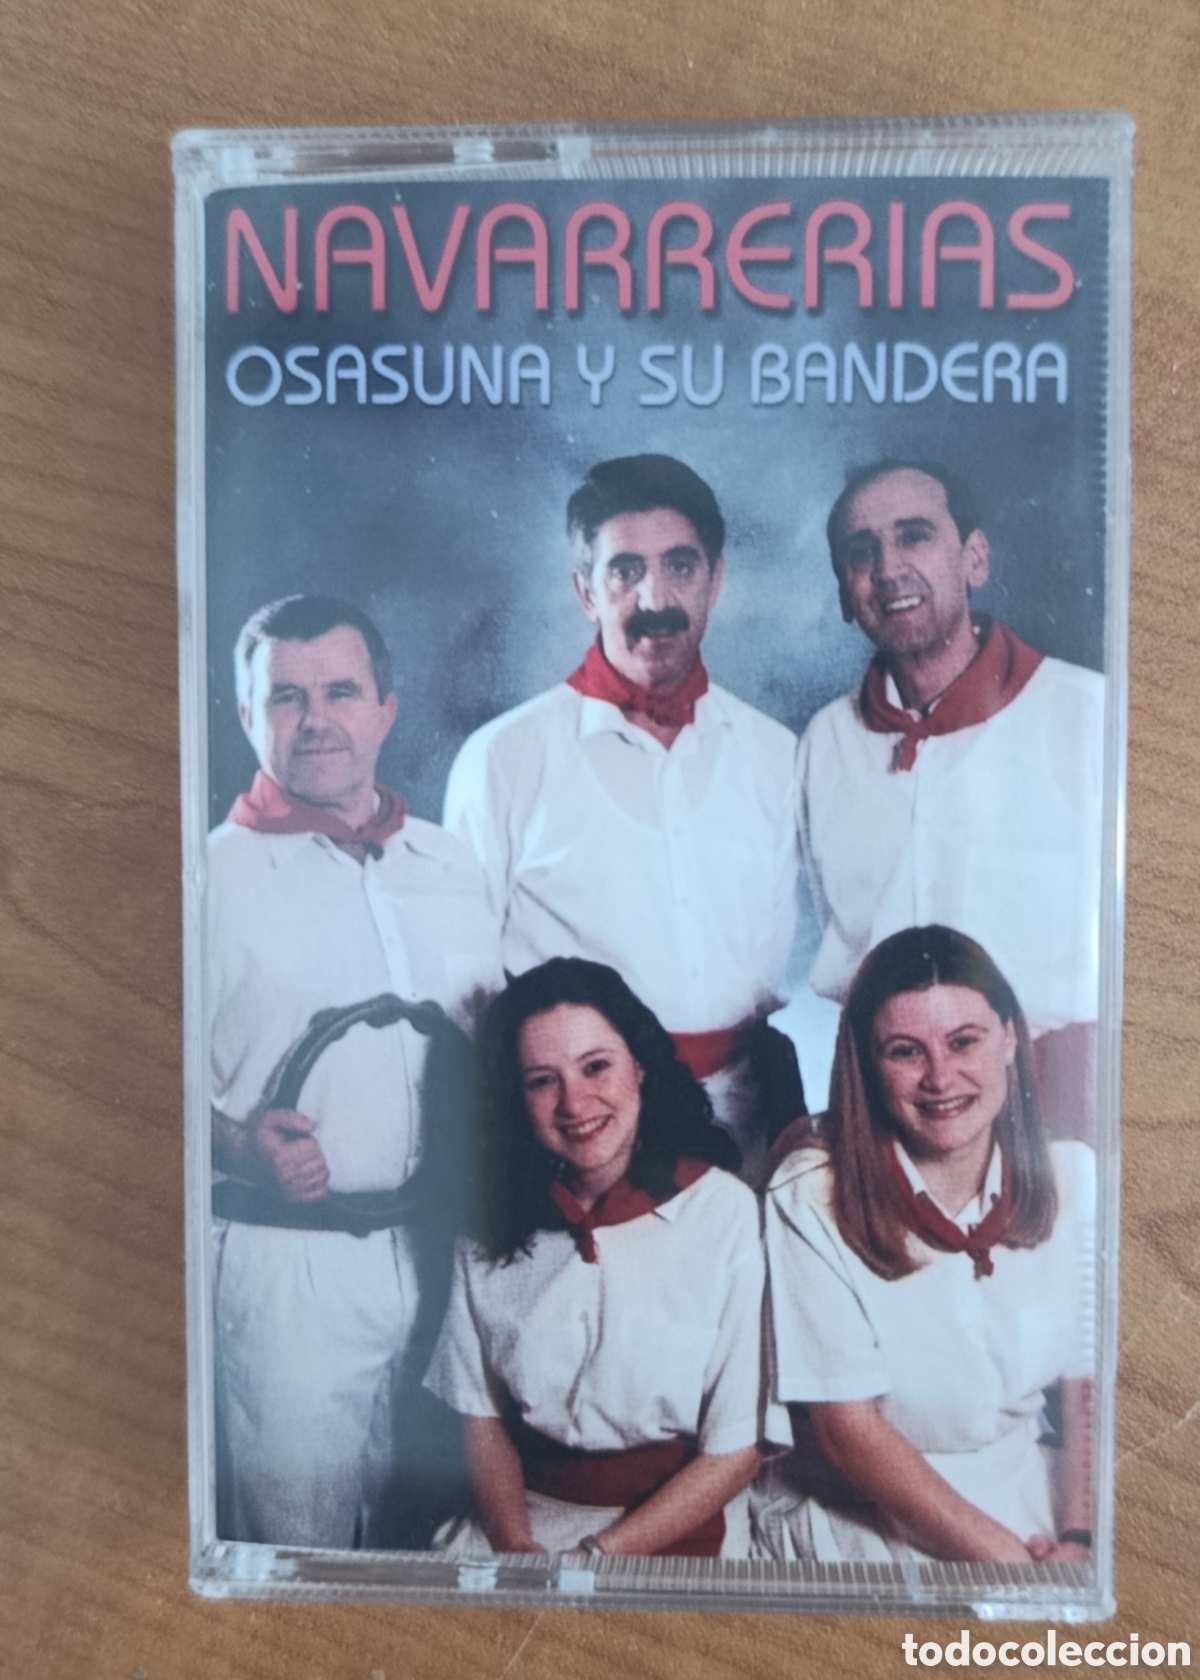 NAVARRERIAS
OSASUNA Y SU BANDERA
todocoleccion